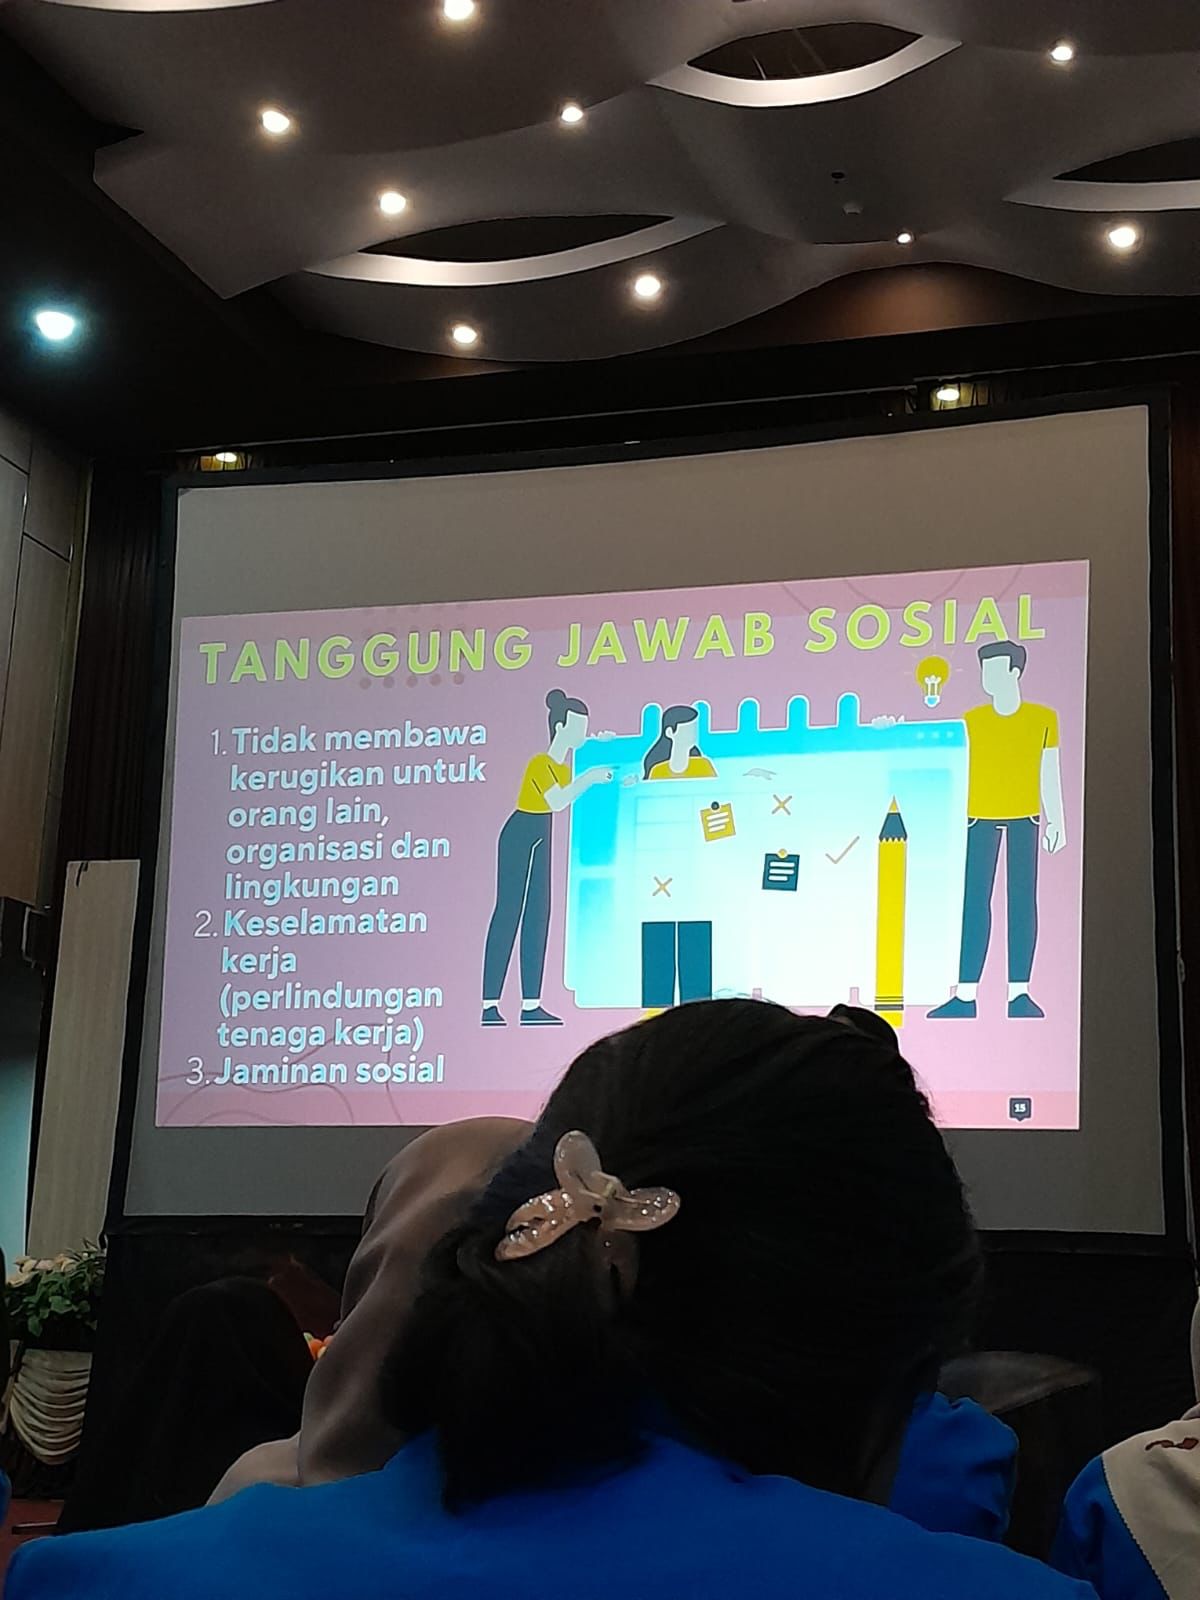 TANGGUNG JAWAB SOSIAL
1. Tidak membawa
kerugikan untuk
orang lain,
organisasi dan
lingkungan
2. Keselamatan
kerja
(perlindungan
tenaga kerja)
3. Jaminan sosial
15